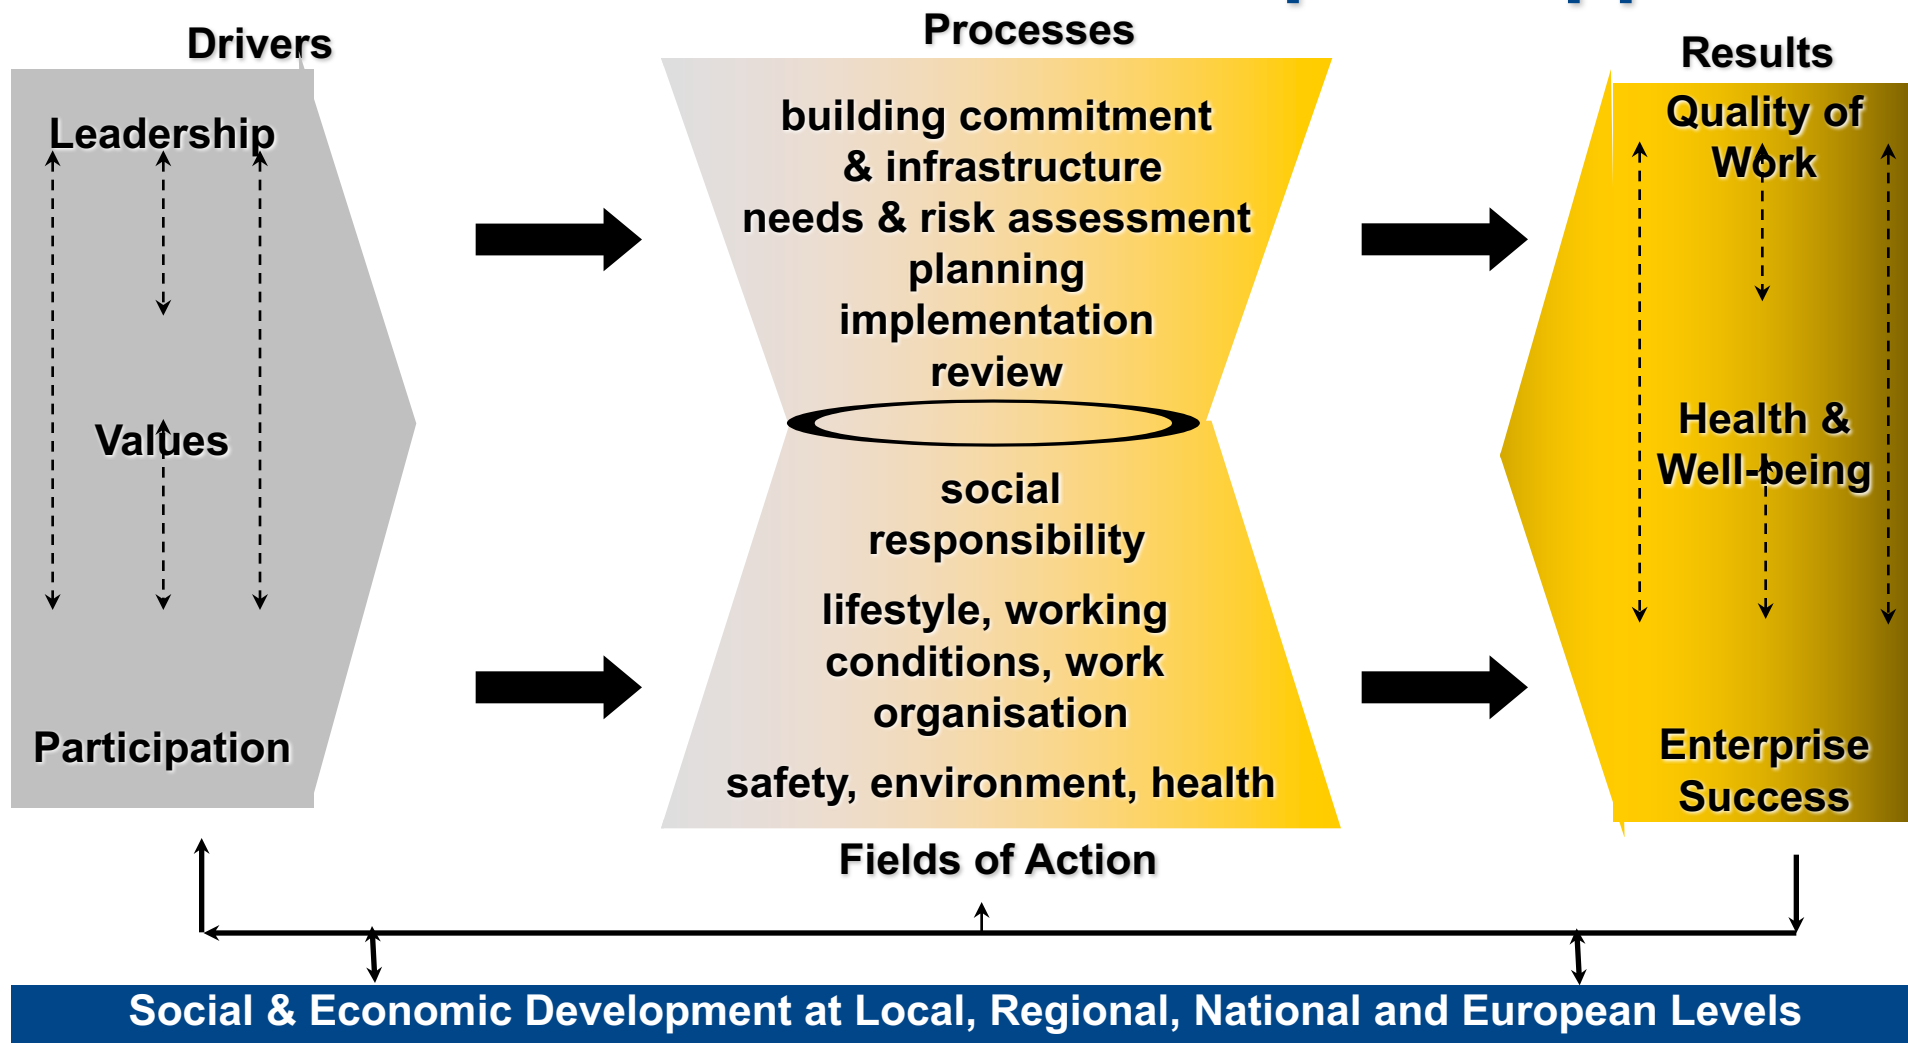 Drivers
Leadership
Values
Participation
Processes
building commitment
& infrastructure
needs & risk assessment
planning
implementation
review
social
responsibility
lifestyle, working
conditions, work
organisation
safety, environment, health
Fields of Action
Results
Quality of
Work
Health &
Well-being
Enterprise
Success
Social & Economic Development at Local, Regional, National and European Levels